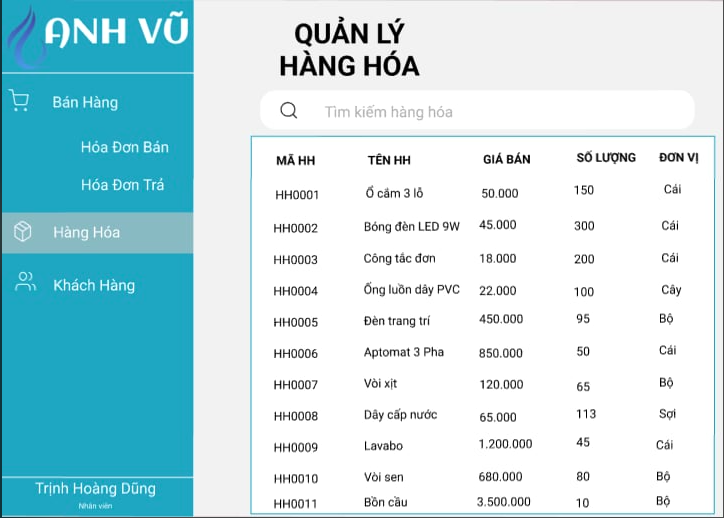 ANH VŨ
Bán Hàng
Hóa Đơn Bán
Hóa Đơn Trả
Hàng Hóa
Khách Hàng
Trịnh Hoàng Dũng
Nhân viên
QUẢN LÝ
HÀNG HÓA
Tìm kiếm hàng hóa
MÃ HH TÊN HH GIÁ BÁN SỐ LƯỢNG ĐƠN VỊ
HH0001 Ổ cắm 3 lỗ 50.000 150 Cái
HH0002 Bóng đèn LED 9W 45.000 300 Cái
HH0003 Công tắc đơn 18.000 200 Cái
HH0004 Ống luồn dây PVC 22.000 100 Cây
HH0005 Đèn trang trí 450.000 95 Bộ
HH0006 Aptomat 3 Pha 850.000 50 Cái
HH0007 Vòi xịt 120.000 65 Bộ
HH0008 Dây cấp nước 65.000 113 Sợi
HH0009 Lavabo 1.200.000 45 Cái
HH0010 Vòi sen 680.000 80 Bộ
HH0011 Bồn cầu 3.500.000 10 Bộ